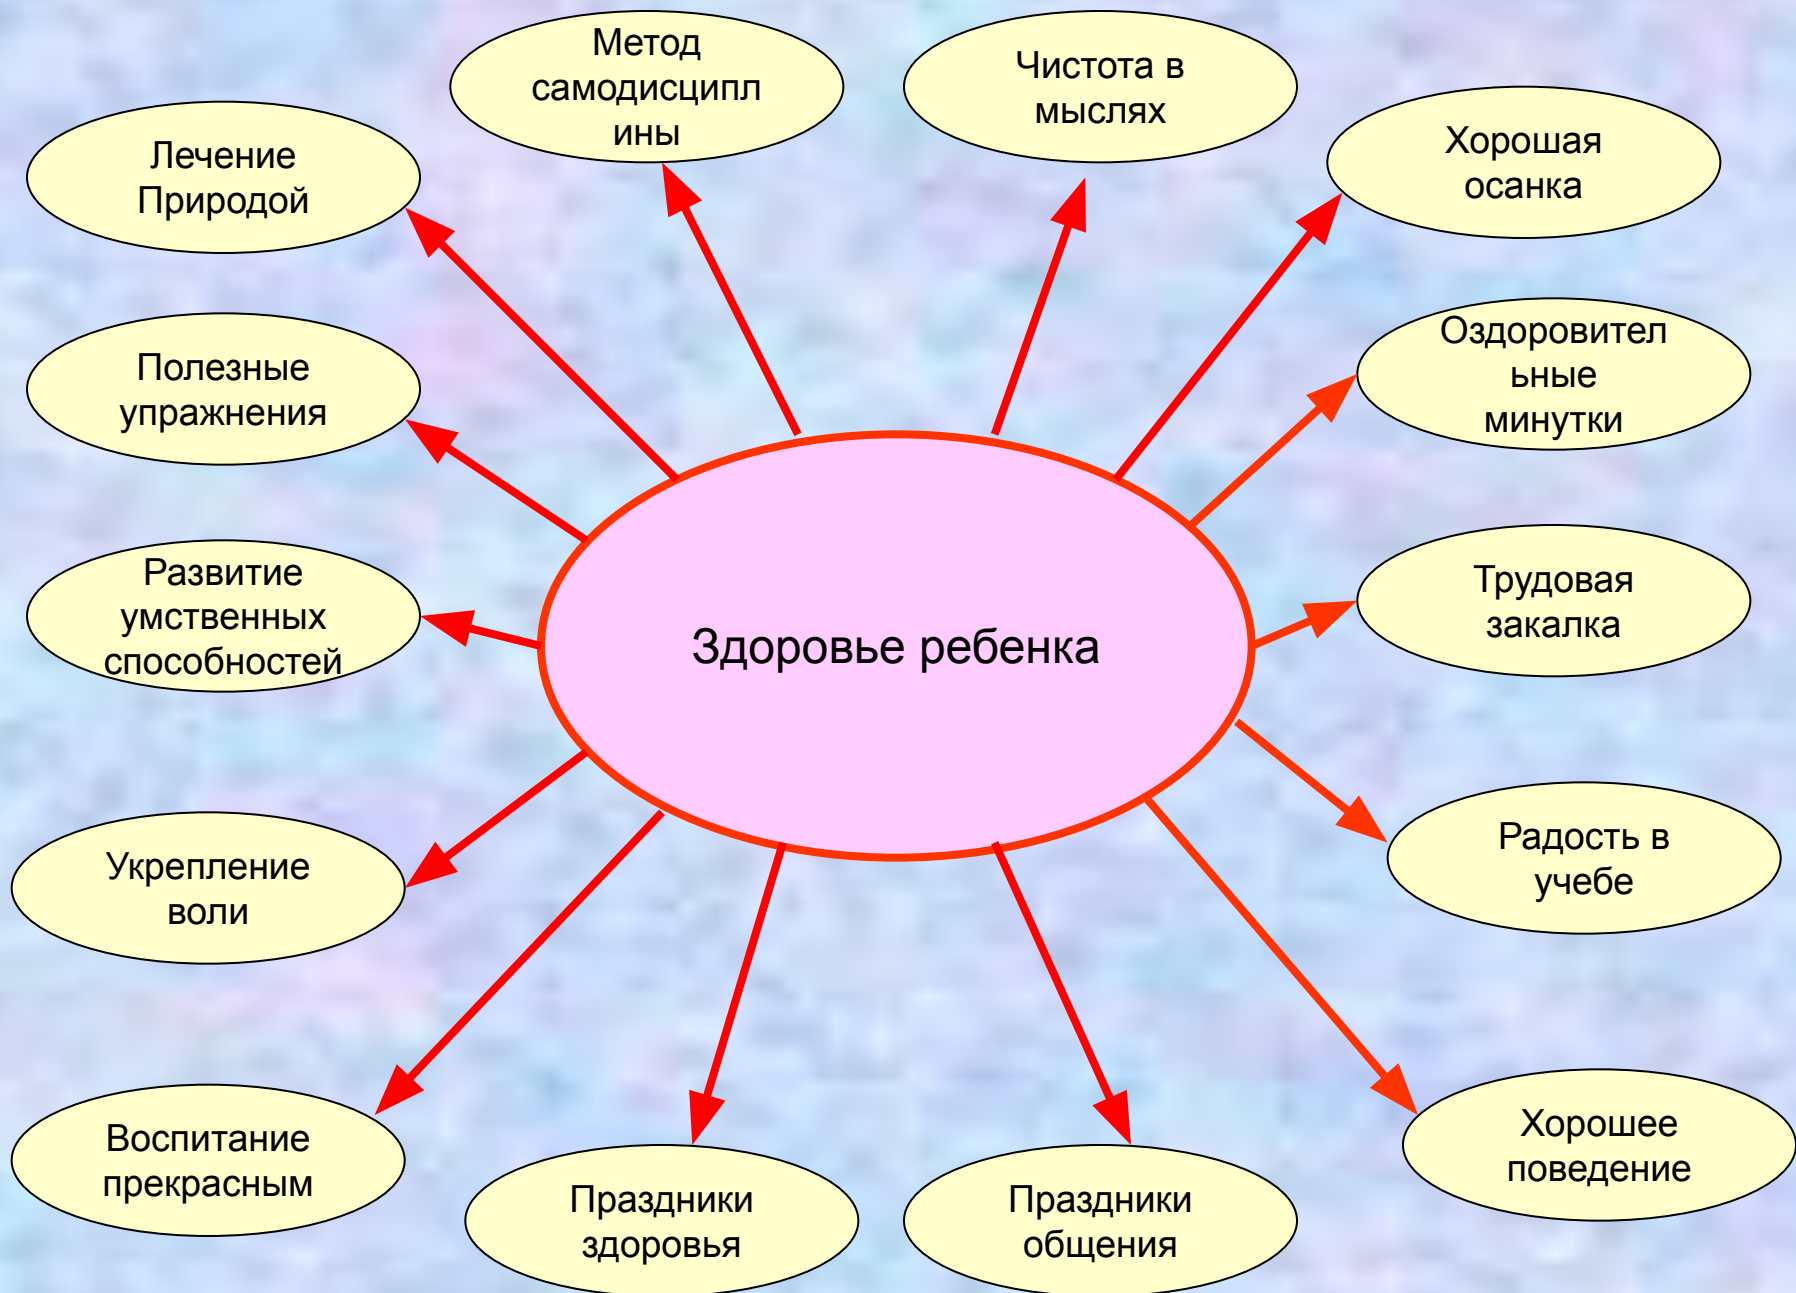 Метод
самодисципл
ины
Чистота в
мыслях
Лечение
Природой
Хорошая
осанка
Полезные
упражнения
Оздоровител
ьные
минутки
Развитие
умственных
способностей
Здоровье ребенка
Трудовая
закалка
Укрепление
воли
Радость в
учебе
Воспитание
прекрасным
Праздники
здоровья
Праздники
общения
Хорошее
поведение